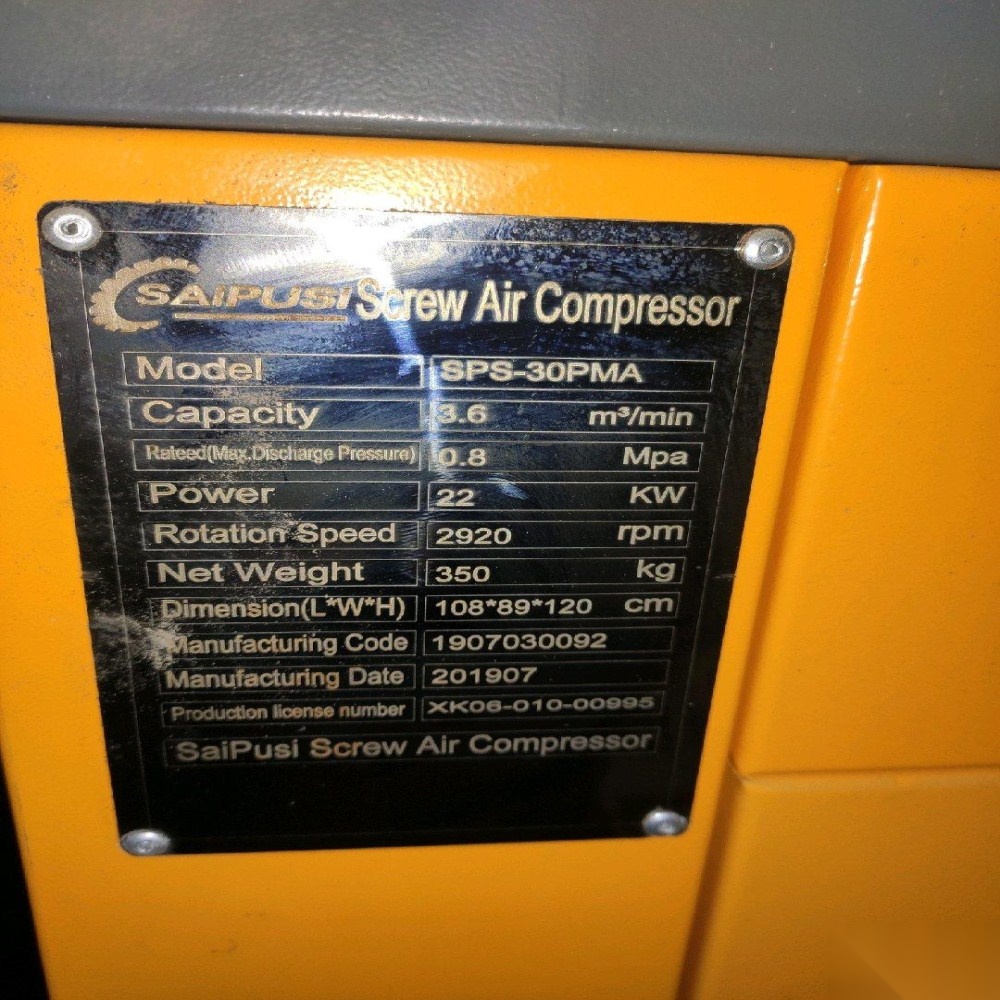 SAIPUSI Screw Air Compressor
Model SPS-30PMA
Capacity 3.6 m³/min
Rateed(Max.Discharge Pressure) 0.8 Mpa
Power 22 KW
Rotation Speed 2920 rpm
Net Weight 350 kg
Dimension(L*W*H) 108*89*120 cm
Manufacturing Code 1907030092
Manufacturing Date 201907
Production license number XK06-010-00995
SaiPusi Screw Air Compressor